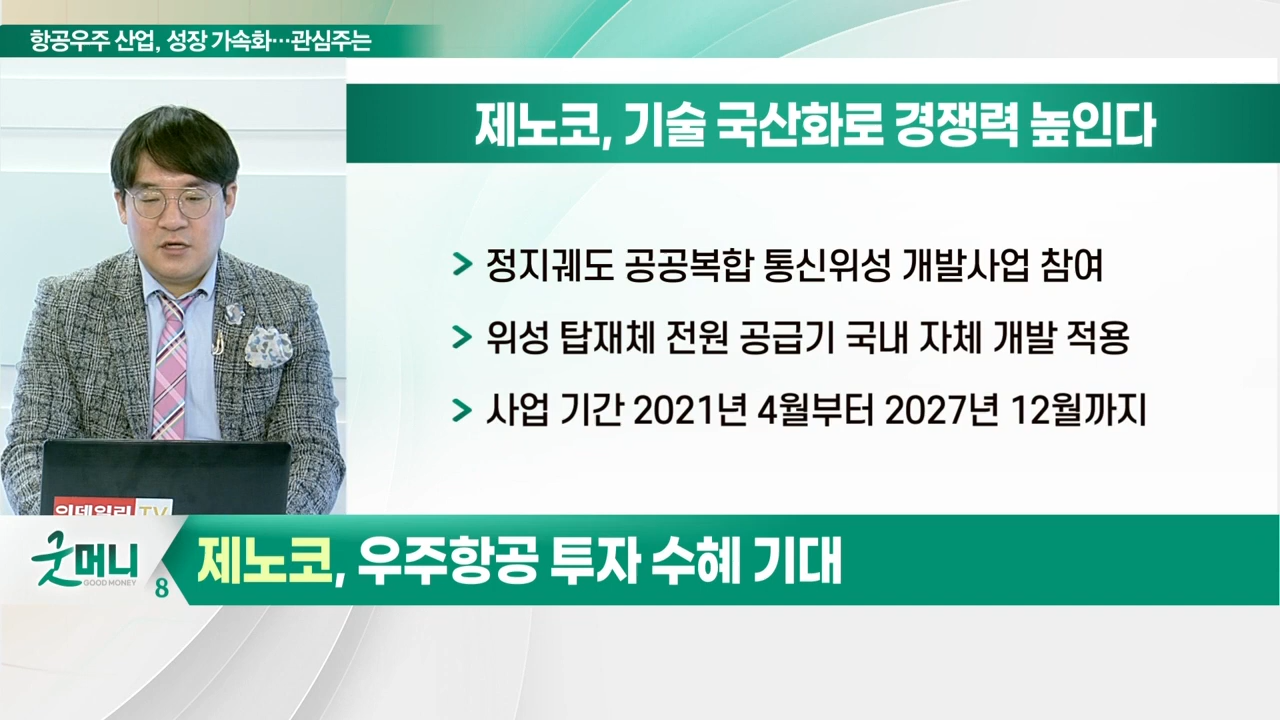 항공우주 산업, 성장 가속화…관심주는
제노코, 기술 국산화로 경쟁력 높인다
> 정지궤도 공공복합 통신위성 개발사업 참여
> 위성 탑재체 전원 공급기 국내 자체 개발 적용
> 사업 기간 2021년 4월부터 2027년 12월까지
TV
굿머니
GOOD MONEY
8
제노코, 우주항공 투자 수혜 기대